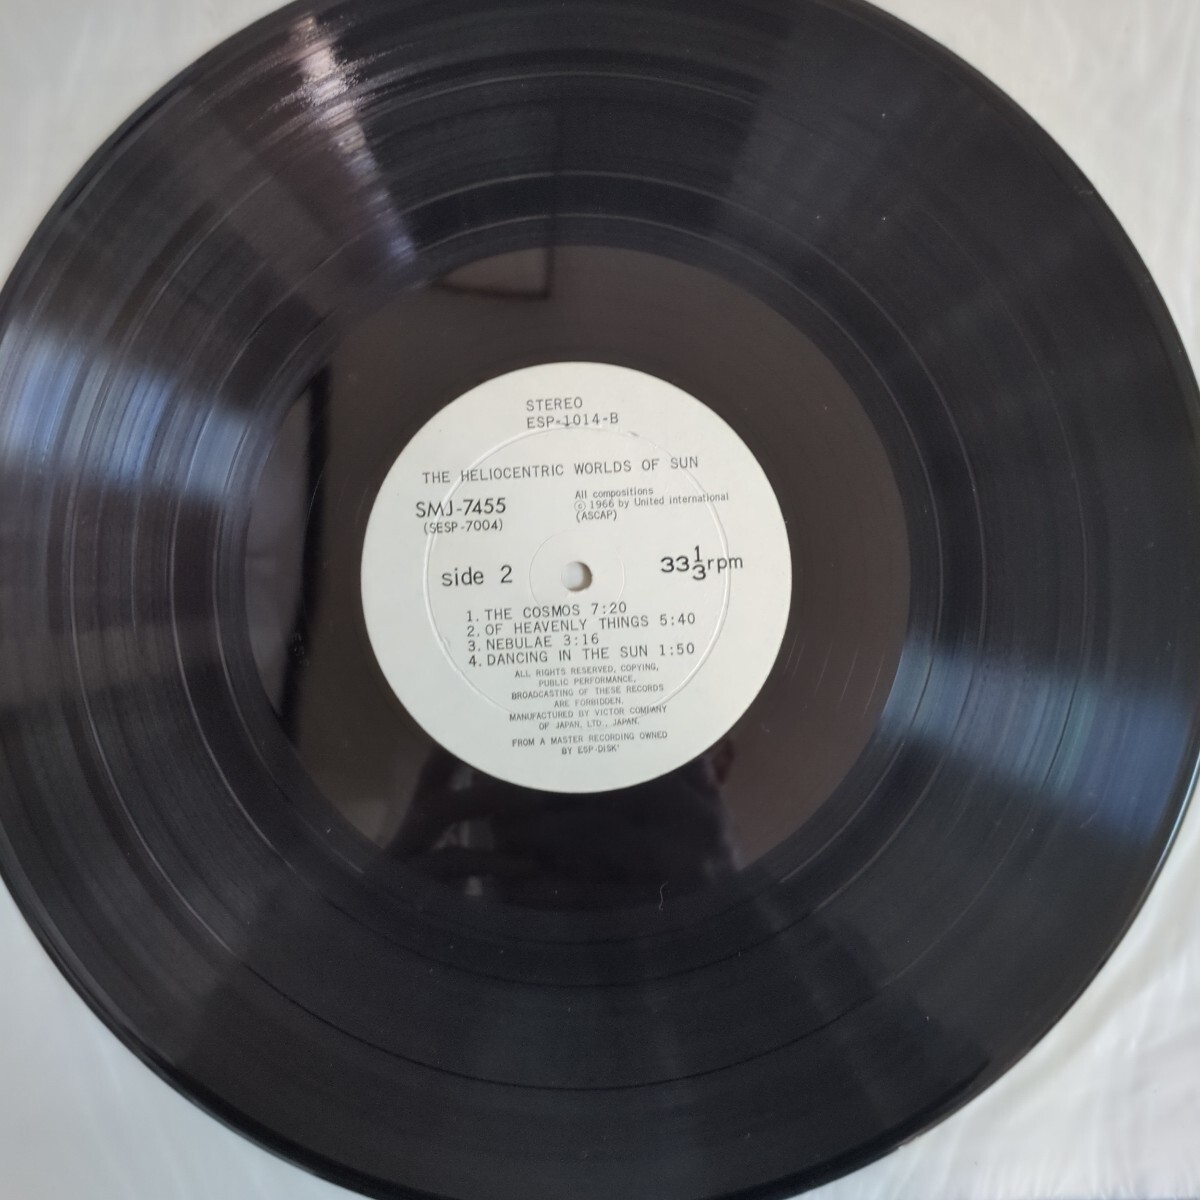 STEREO
ESP-1014-B
THE HELIOCENTRIC WORLDS OF SUN
SMJ-7455
(SESP-7004)
All compositions
© 1966 by United international
(ASCAP)
side 2
33 1/3 rpm
1. THE COSMOS 7:20
2. OF HEAVENLY THINGS 5:40
3. NEBULAE 3:16
4. DANCING IN THE SUN 1:50
ALL RIGHTS RESERVED, COPYING,
PUBLIC PERFORMANCE,
BROADCASTING OF THESE RECORDS
ARE FORBIDDEN.
MANUFACTURED BY VICTOR COMPANY
OF JAPAN, LTD., JAPAN.
FROM A MASTER RECORDING OWNED
BY ESP-DISK'